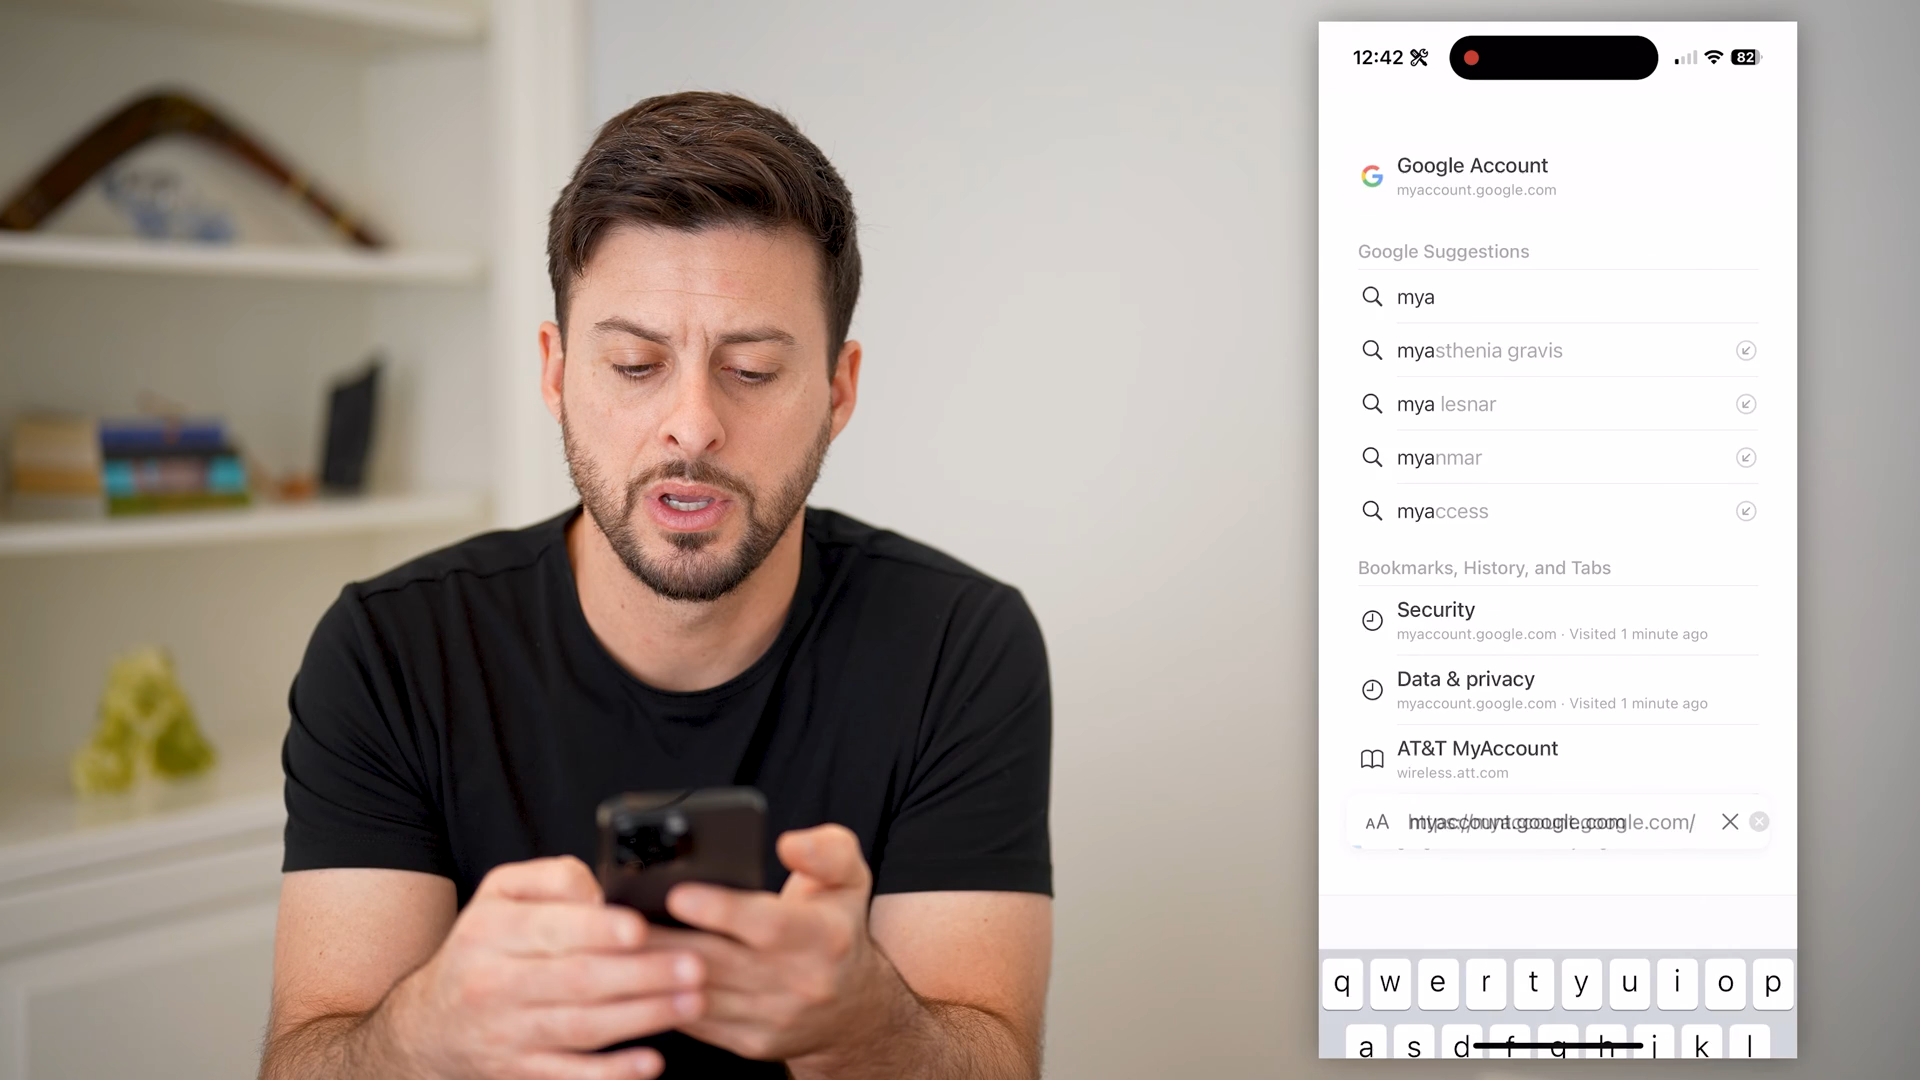 12:42
82
Google Account
myaccount.google.com
Google Suggestions
mya
myasthenia gravis
mya lesnar
myanmar
myaccess
Bookmarks, History, and Tabs
Security
myaccount.google.com · Visited 1 minute ago
Data & privacy
myaccount.google.com · Visited 1 minute ago
AT&T MyAccount
wireless.att.com
AA
q w e r t y u i o p
a s d f g h j k l